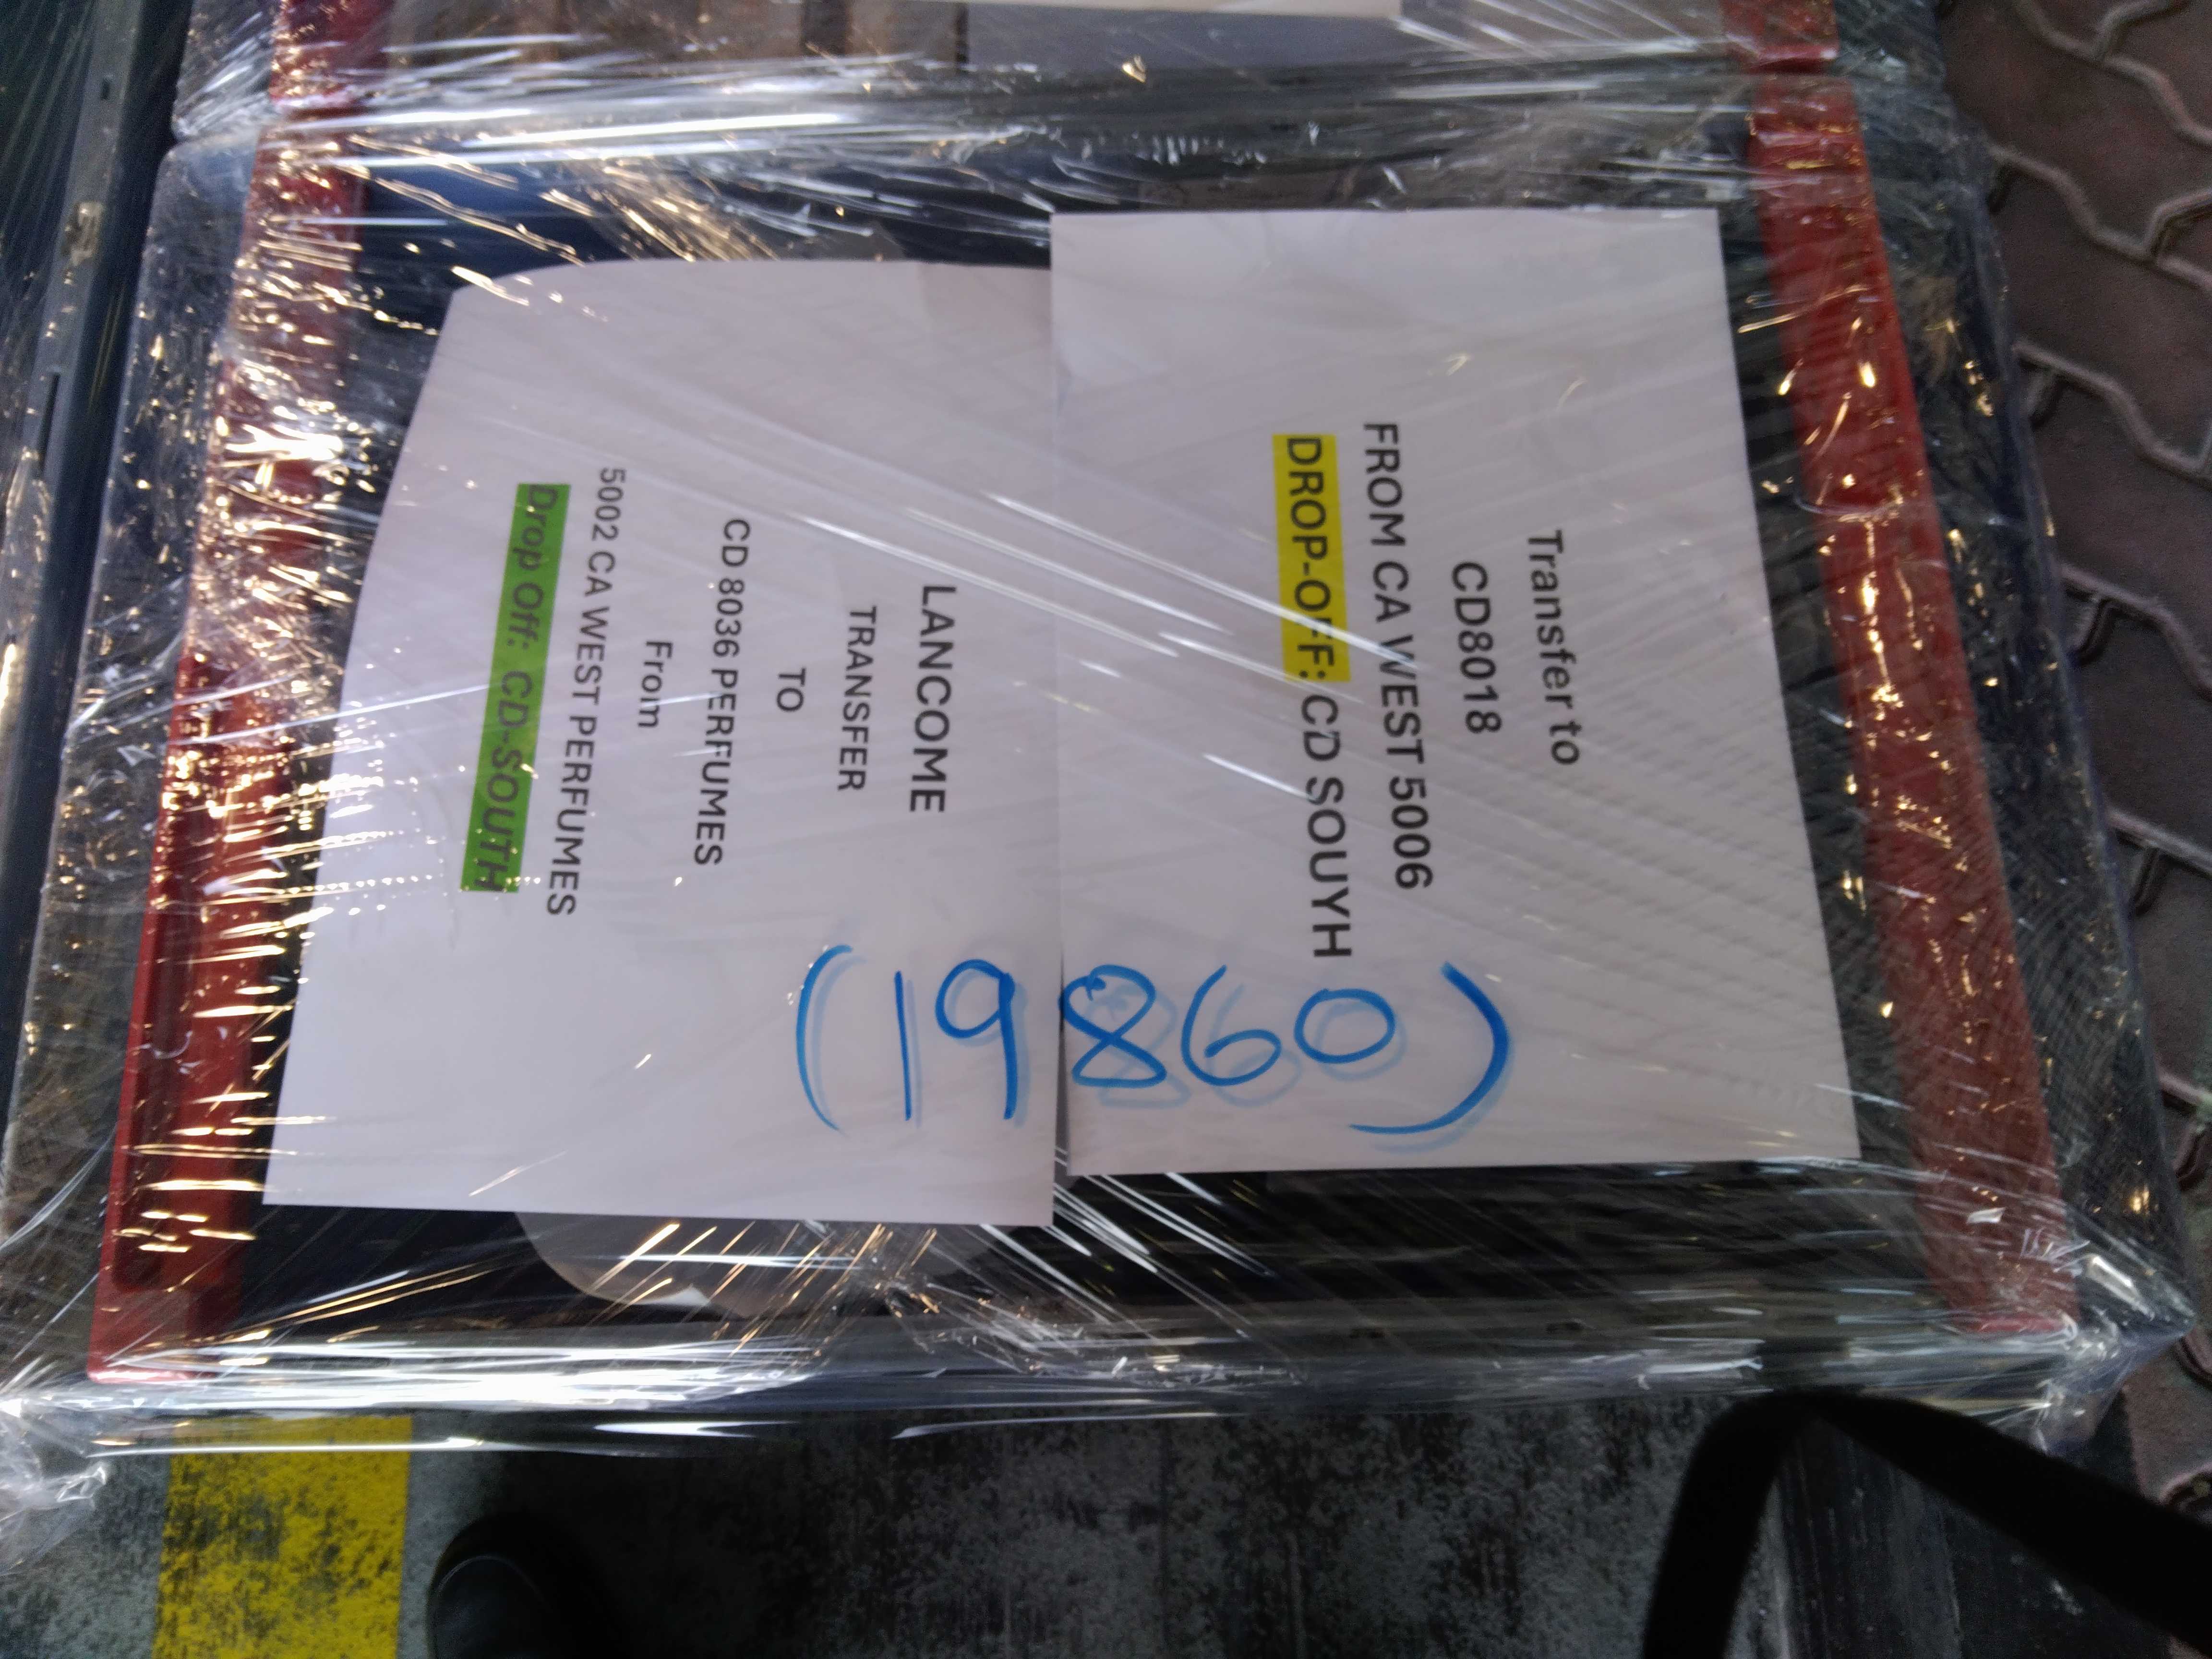 Transfer to
CD8018
FROM CA WEST 5006
DROP-OFF: CD SOUYH
LANCOME
TRANSFER
TO
CD 8036 PERFUMES
From
5002 CA WEST PERFUMES
Drop Off: CD-SOUTH
(19860)